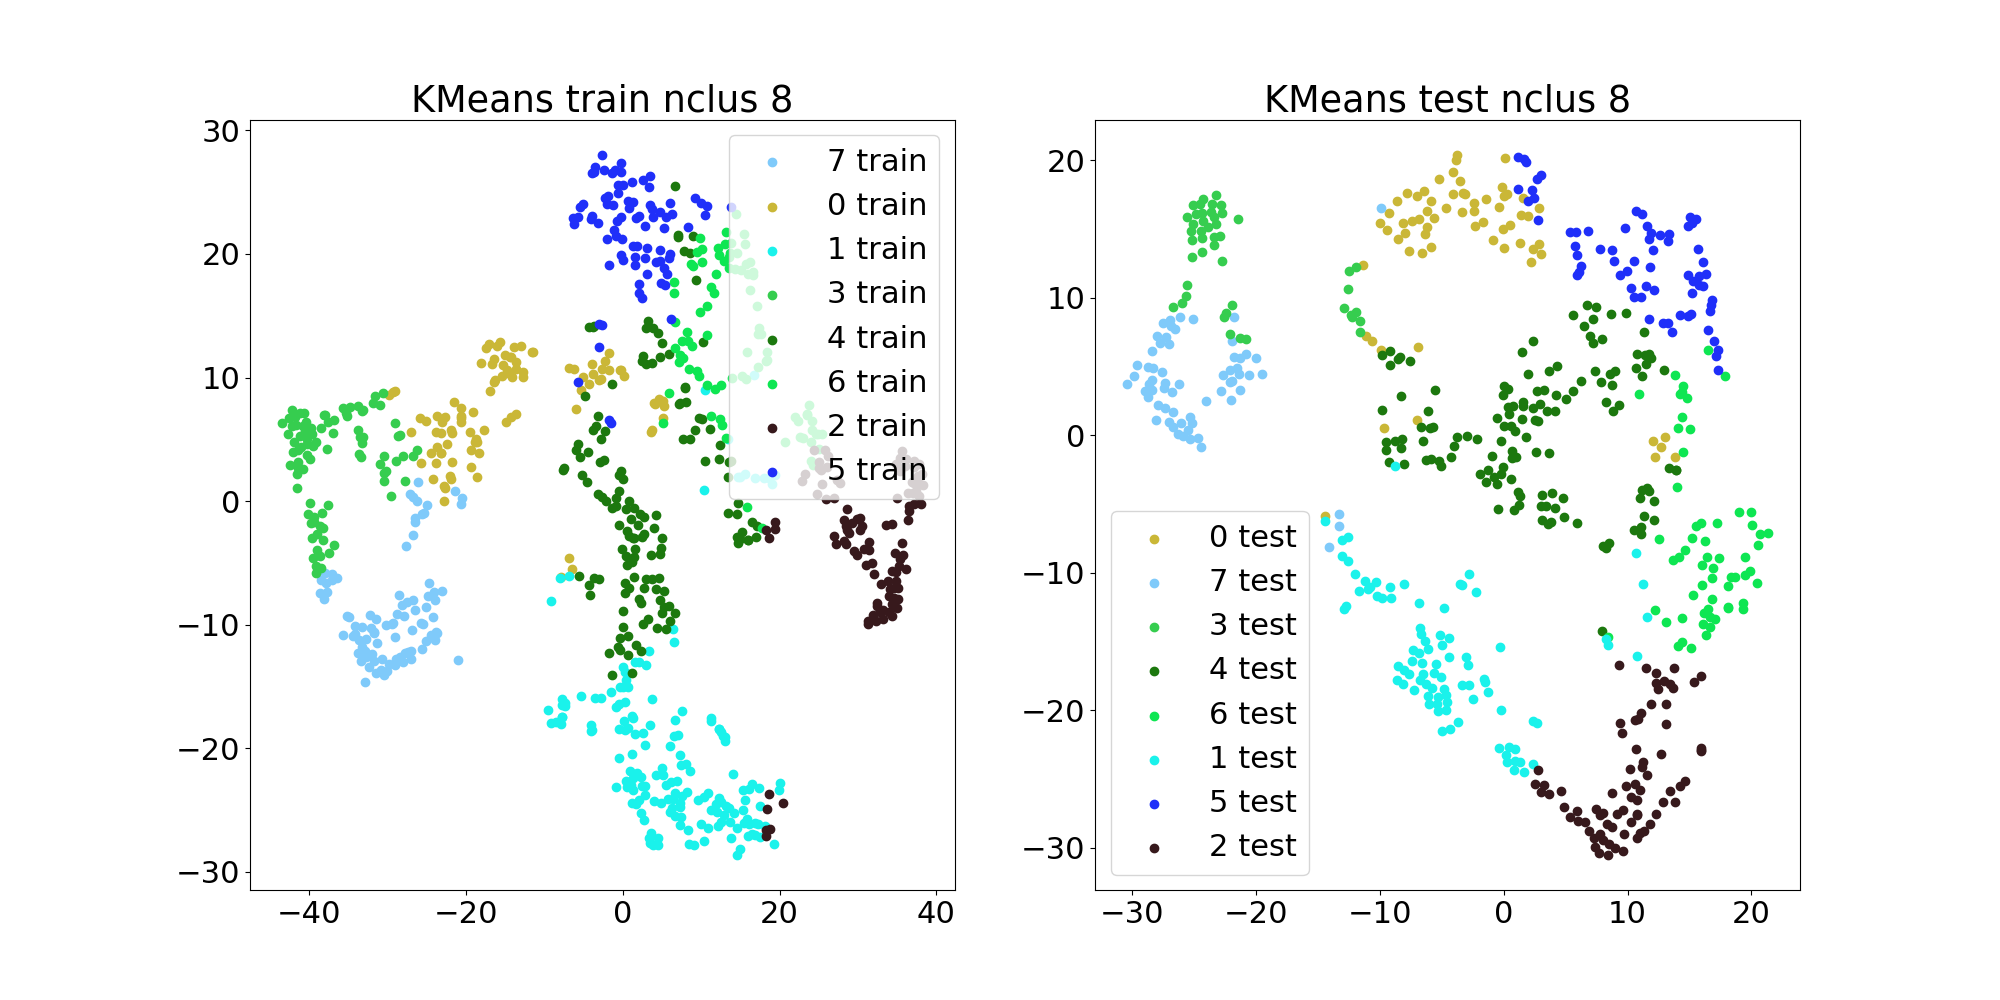 KMeans train nclus 8
30
20
10
0
−10
−20
−30
−40
−20
0
20
40
7 train
0 train
1 train
3 train
4 train
6 train
2 train
5 train
KMeans test nclus 8
20
10
0
−10
−20
−30
−30
−20
−10
0
10
20
0 test
7 test
3 test
4 test
6 test
1 test
5 test
2 test